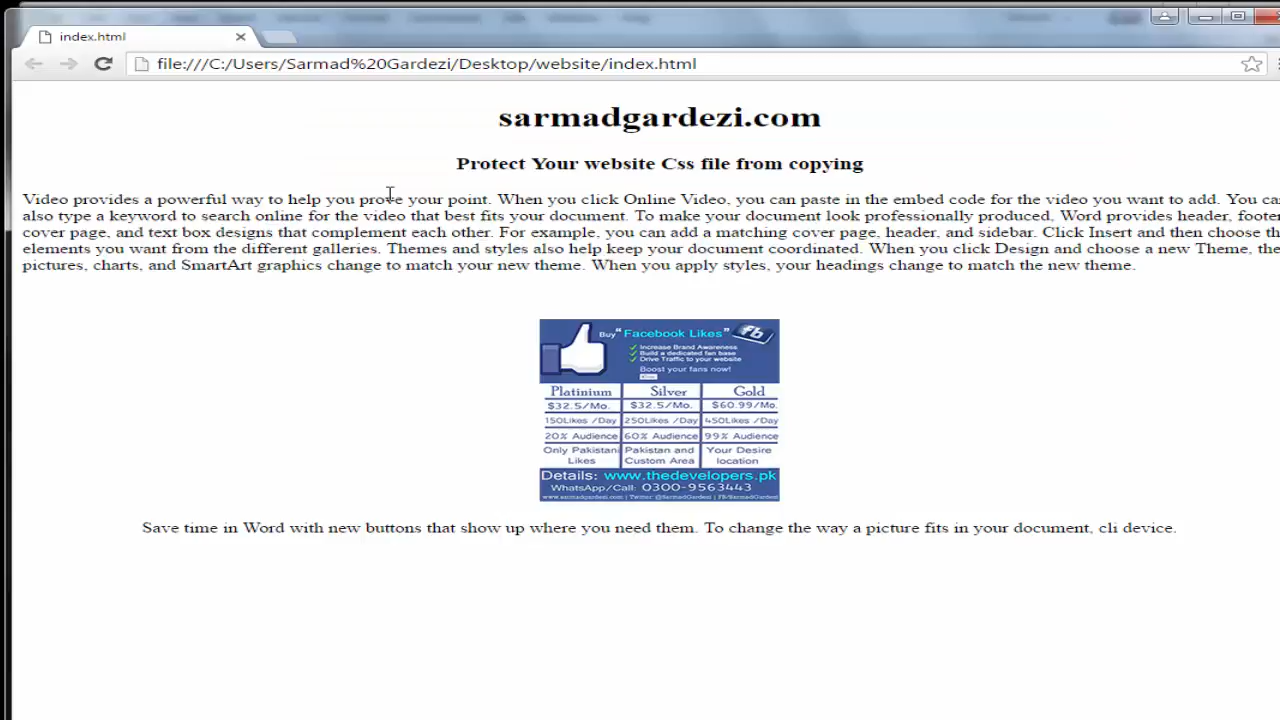 index.html
file:///C:/Users/Sarmad%20Gardezi/Desktop/website/index.html
sarmadgardezi.com
Protect Your website Css file from copying
Video provides a powerful way to help you prove your point. When you click Online Video, you can paste in the embed code for the video you want to add. You can
also type a keyword to search online for the video that best fits your document. To make your document look professionally produced, Word provides header, footer
cover page, and text box designs that complement each other. For example, you can add a matching cover page, header, and sidebar. Click Insert and then choose th
elements you want from the different galleries. Themes and styles also help keep your document coordinated. When you click Design and choose a new Theme, the
pictures, charts, and SmartArt graphics change to match your new theme. When you apply styles, your headings change to match the new theme.
Buy "Facebook Likes" fb
Increase Brand Awareness
Build a dedicated fan base
Drive Traffic to your website
Boost your fans now!
Platinium Silver Gold
$32.5/Mo. $32.5/Mo. $60.99/Mo.
150Likes /Day 250Likes /Day 450Likes /Day
20% Audience 60% Audience 99% Audience
Only Pakistani Pakistan and Your Desire
Likes Custom Area location
Details: www.thedevelopers.pk
WhatsApp/Call: 0300-9563443
www.sarmadgardezi.com | Twitter: @SarmadGardezi | FB/SarmadGardezi
Save time in Word with new buttons that show up where you need them. To change the way a picture fits in your document, cli device.